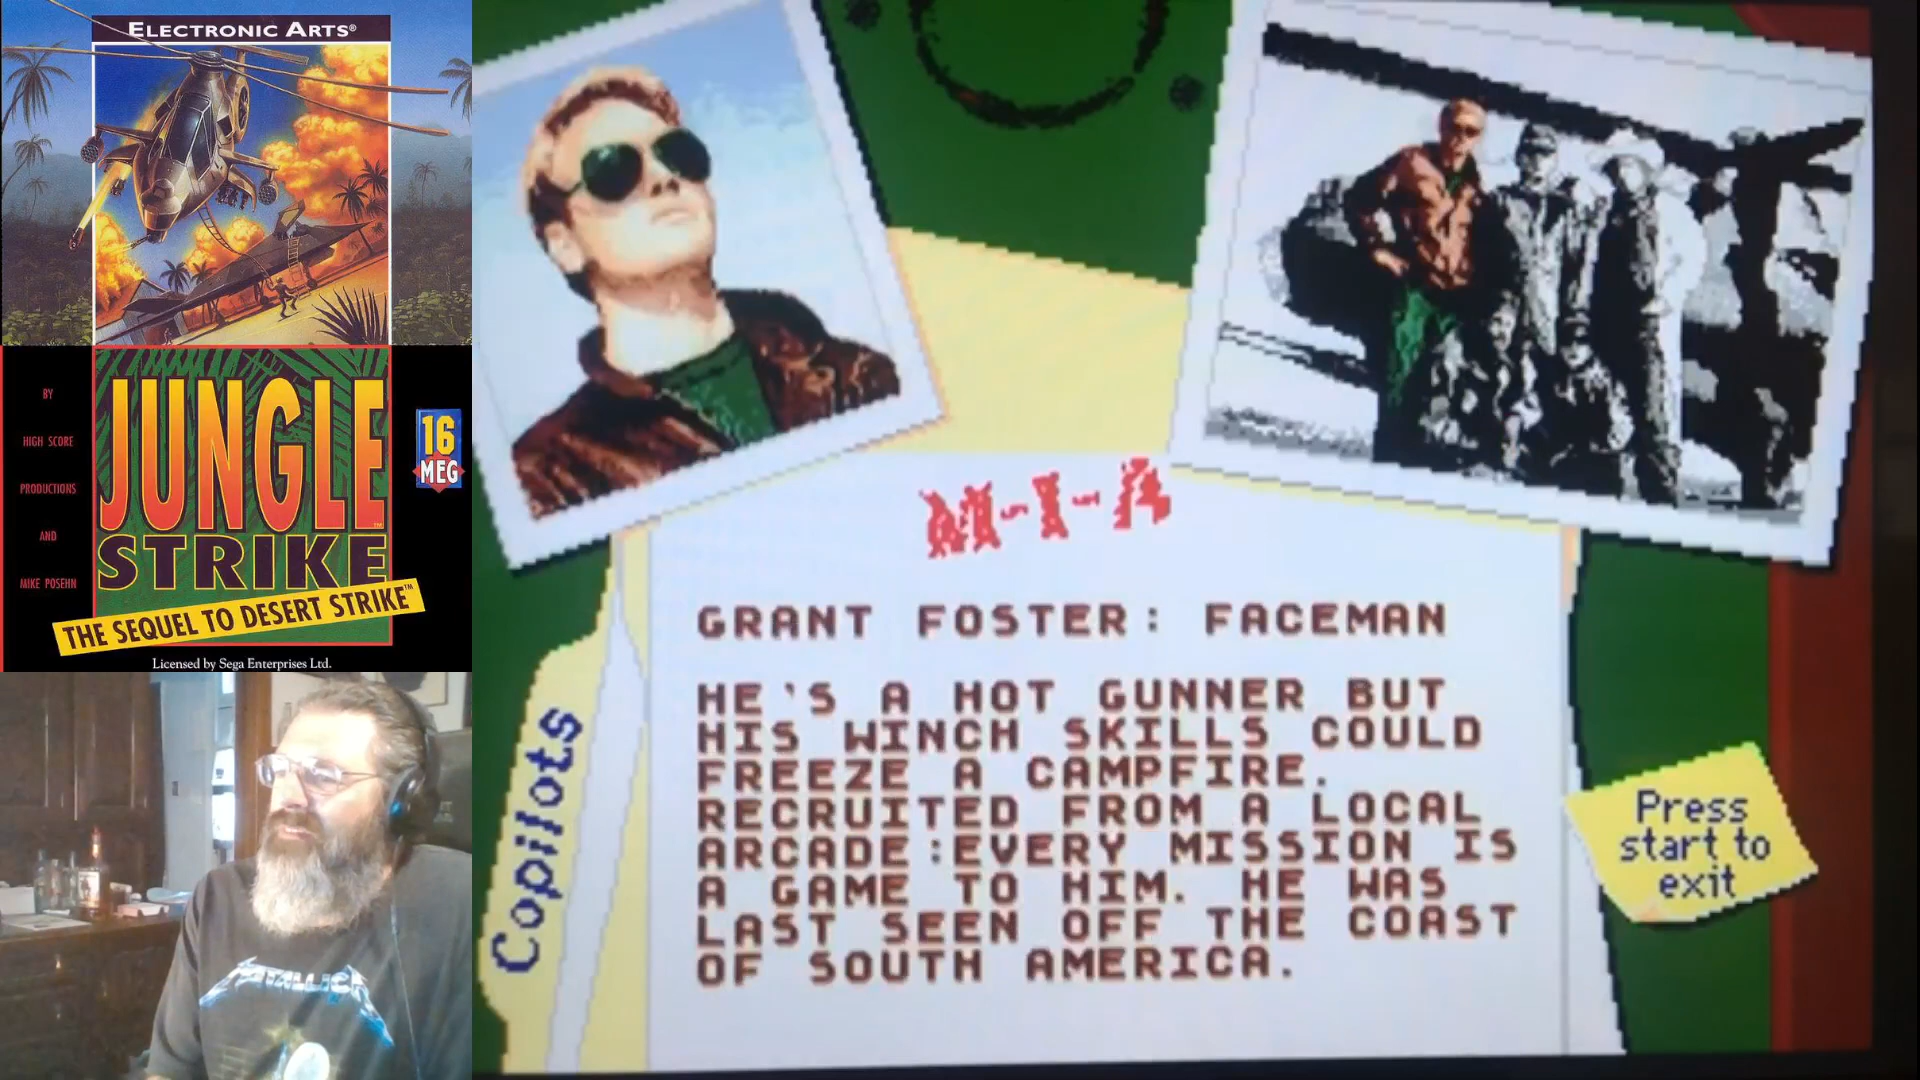 ELECTRONIC ARTS®
BY
HIGH SCORE
PRODUCTIONS
AND
MIKE POSEHN
JUNGLE
STRIKE™
16
MEG
THE SEQUEL TO DESERT STRIKE™
Licensed by Sega Enterprises Ltd.
METALLICA
M-I-A
GRANT FOSTER: FACEMAN
HE'S A HOT GUNNER BUT
HIS WINCH SKILLS COULD
FREEZE A CAMPFIRE.
RECRUITED FROM A LOCAL
ARCADE:EVERY MISSION IS
A GAME TO HIM. HE WAS
LAST SEEN OFF THE COAST
OF SOUTH AMERICA.
Copilots
Press
start to
exit